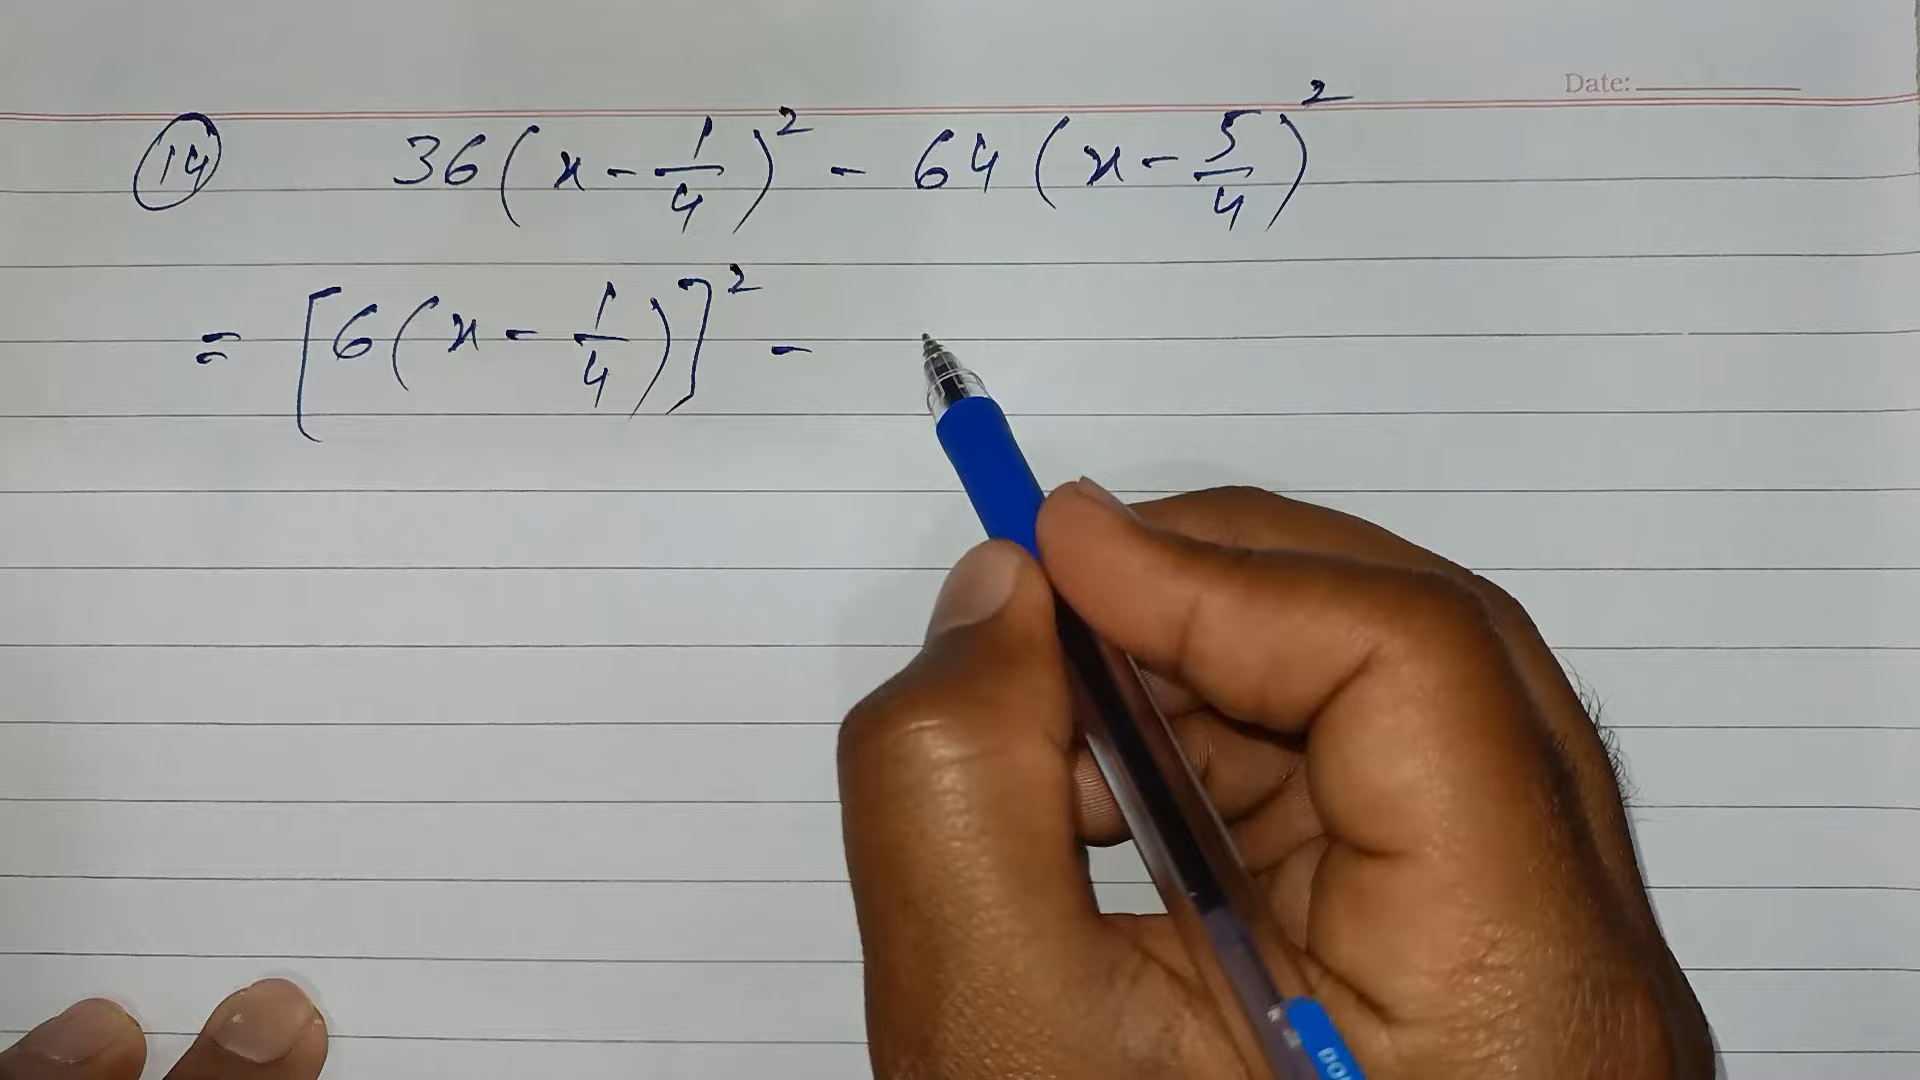 Date:
(14) 36(x - 1/4)² - 64(x - 5/4)²
= [6(x - 1/4)]² -